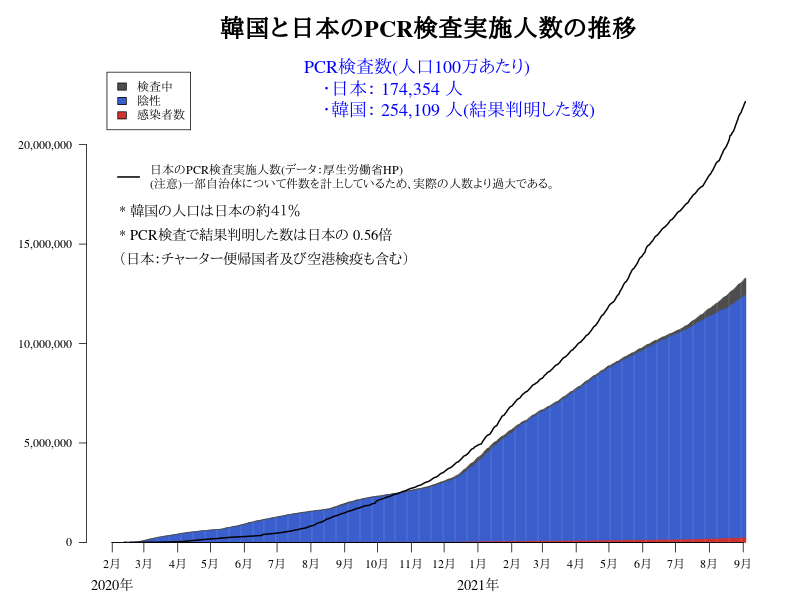 韓国と日本のPCR検査実施人数の推移
PCR検査数(人口100万あたり)
・日本: 174,354 人
・韓国: 254,109 人(結果判明した数)
検査中
陰性
感染者数
日本のPCR検査実施人数(データ:厚生労働省HP)
(注意)一部自治体について件数を計上しているため、実際の人数より過大である。
* 韓国の人口は日本の約41%
* PCR検査で結果判明した数は日本の 0.56倍
(日本:チャーター便帰国者及び空港検疫も含む)
20,000,000
15,000,000
10,000,000
5,000,000
0
2月 3月 4月 5月 6月 7月 8月 9月 10月 11月 12月 1月 2月 3月 4月 5月 6月 7月 8月 9月
2020年 2021年